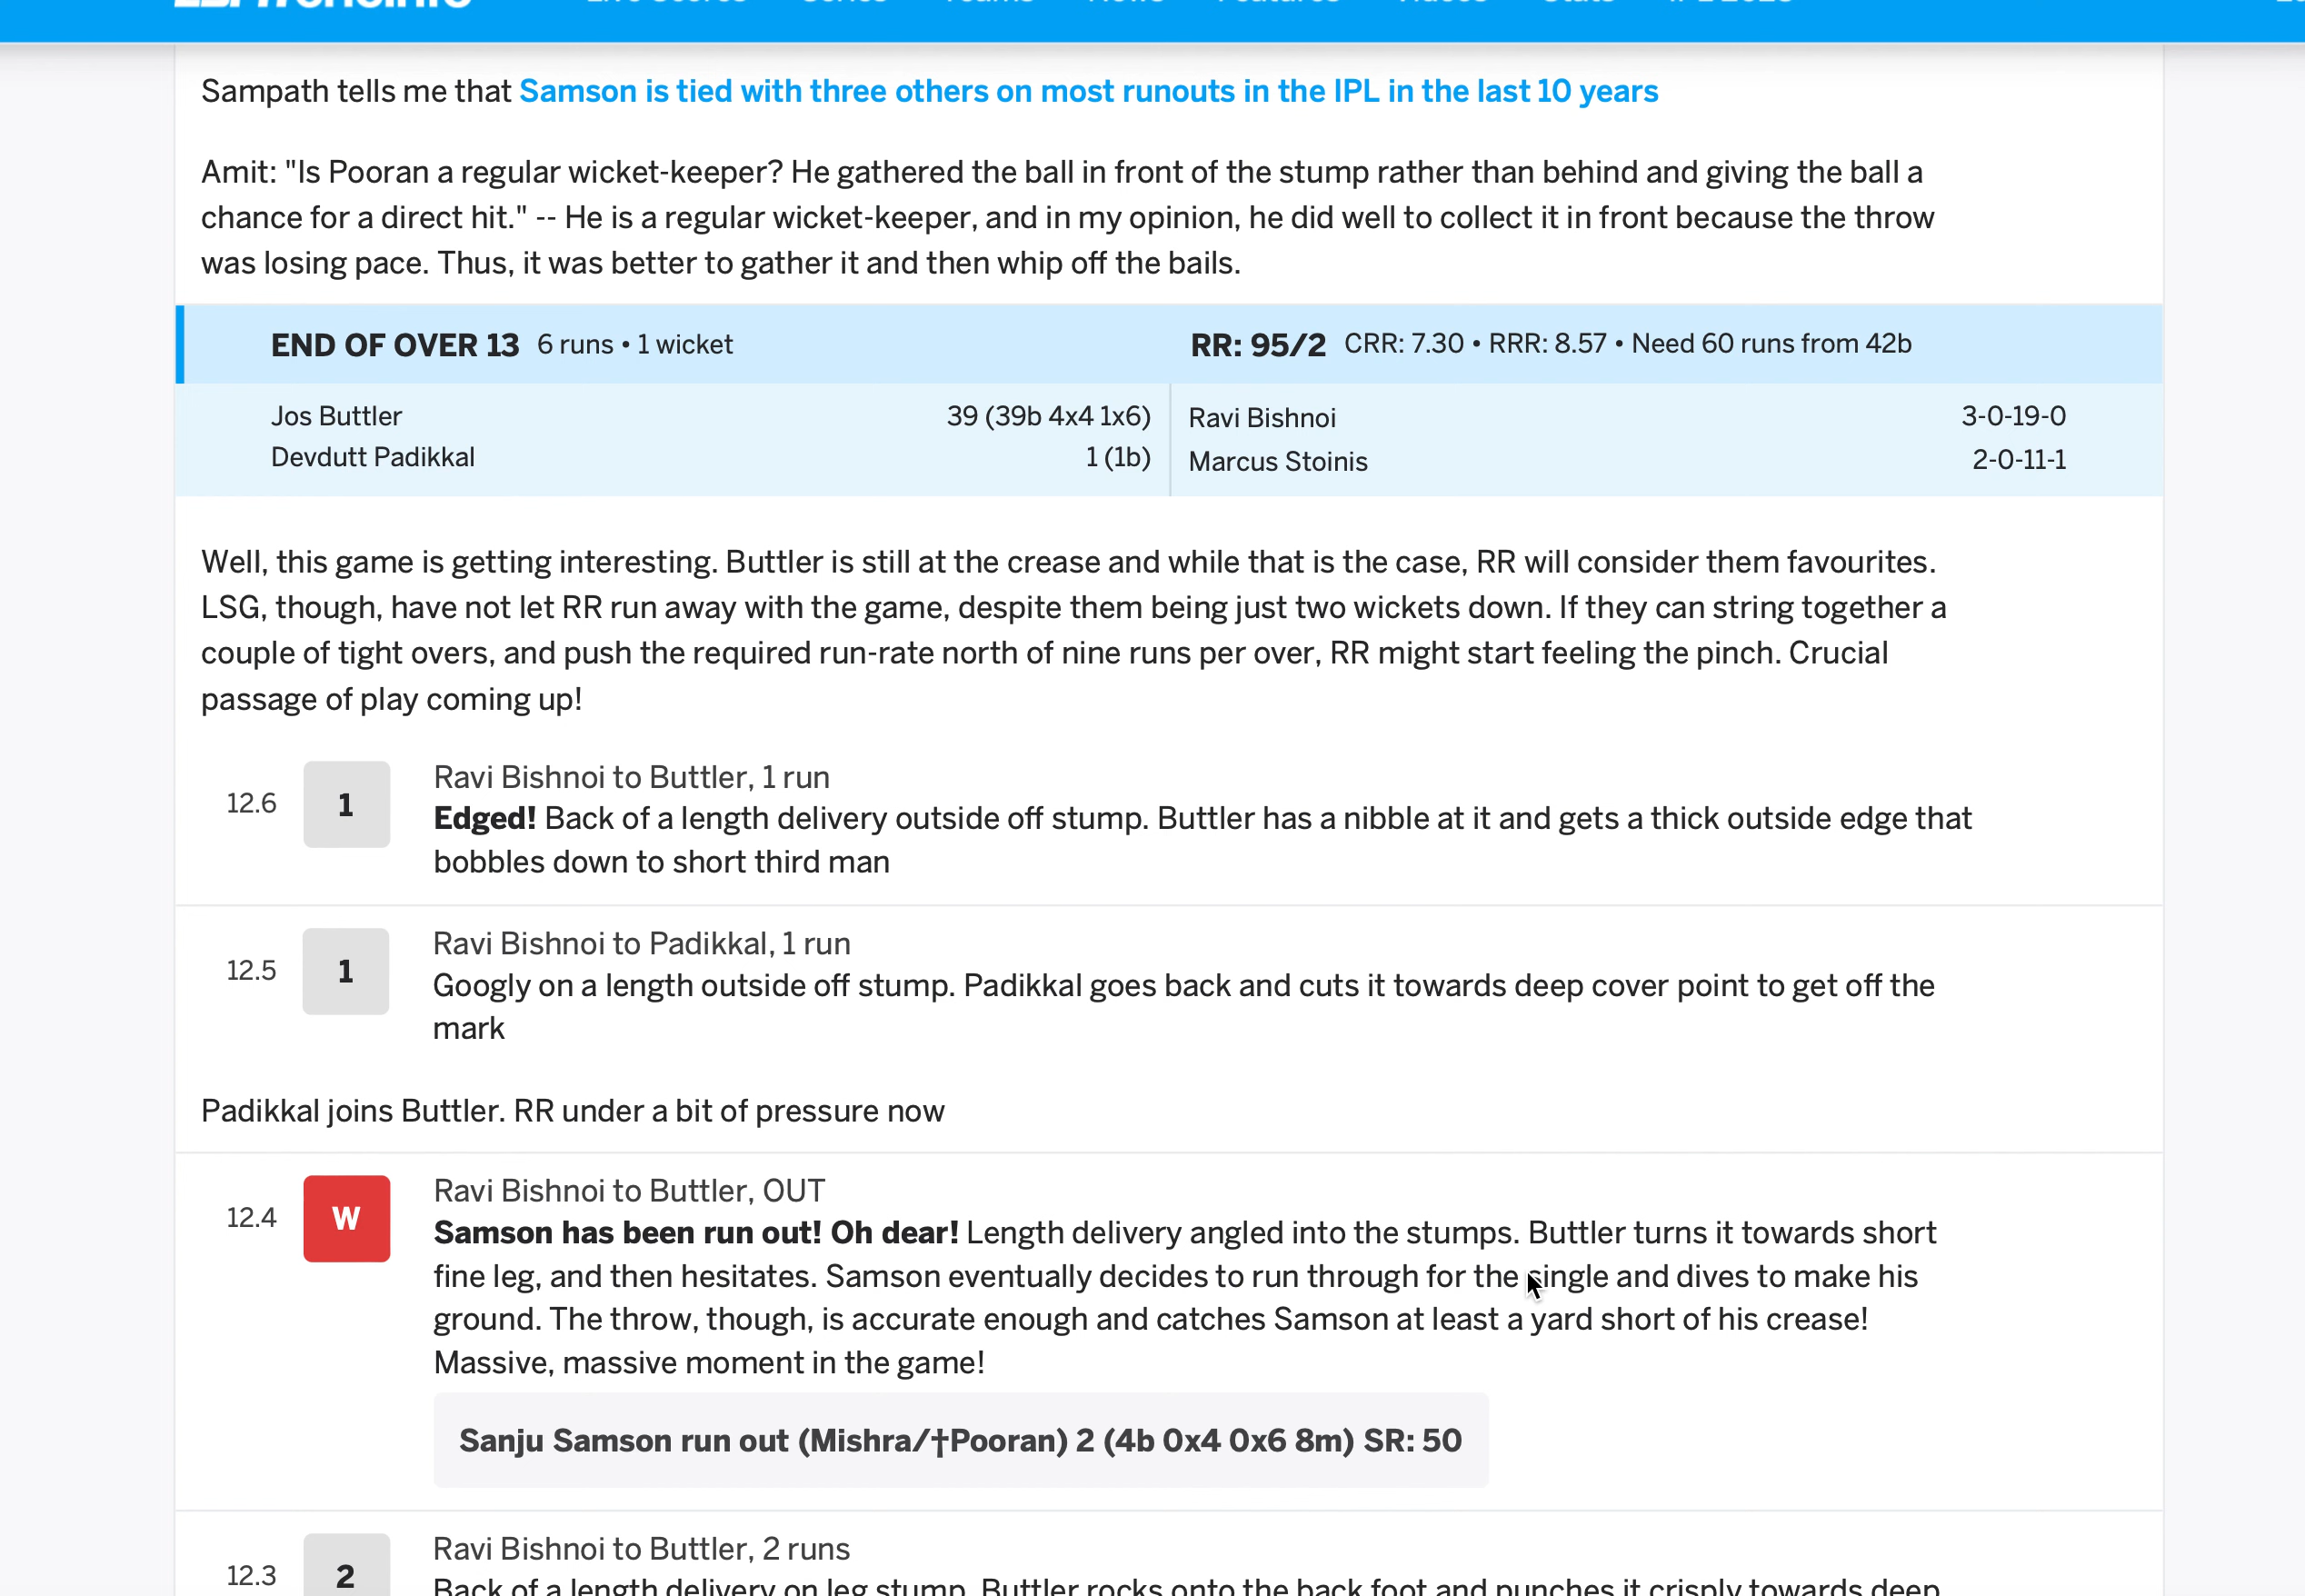 Sampath tells me that Samson is tied with three others on most runouts in the IPL in the last 10 years
Amit: "Is Pooran a regular wicket-keeper? He gathered the ball in front of the stump rather than behind and giving the ball a
chance for a direct hit." -- He is a regular wicket-keeper, and in my opinion, he did well to collect it in front because the throw
was losing pace. Thus, it was better to gather it and then whip off the bails.
END OF OVER 13 6 runs • 1 wicket RR: 95/2 CRR: 7.30 • RRR: 8.57 • Need 60 runs from 42b
Jos Buttler 39 (39b 4x4 1x6) Ravi Bishnoi 3-0-19-0
Devdutt Padikkal 1 (1b) Marcus Stoinis 2-0-11-1
Well, this game is getting interesting. Buttler is still at the crease and while that is the case, RR will consider them favourites.
LSG, though, have not let RR run away with the game, despite them being just two wickets down. If they can string together a
couple of tight overs, and push the required run-rate north of nine runs per over, RR might start feeling the pinch. Crucial
passage of play coming up!
12.6 1 Ravi Bishnoi to Buttler, 1 run
Edged! Back of a length delivery outside off stump. Buttler has a nibble at it and gets a thick outside edge that
bobbles down to short third man
12.5 1 Ravi Bishnoi to Padikkal, 1 run
Googly on a length outside off stump. Padikkal goes back and cuts it towards deep cover point to get off the
mark
Padikkal joins Buttler. RR under a bit of pressure now
12.4 W Ravi Bishnoi to Buttler, OUT
Samson has been run out! Oh dear! Length delivery angled into the stumps. Buttler turns it towards short
fine leg, and then hesitates. Samson eventually decides to run through for the single and dives to make his
ground. The throw, though, is accurate enough and catches Samson at least a yard short of his crease!
Massive, massive moment in the game!
Sanju Samson run out (Mishra/†Pooran) 2 (4b 0x4 0x6 8m) SR: 50
12.3 2 Ravi Bishnoi to Buttler, 2 runs
Back of a length delivery on leg stump. Buttler rocks onto the back foot and punches it crisply towards deep